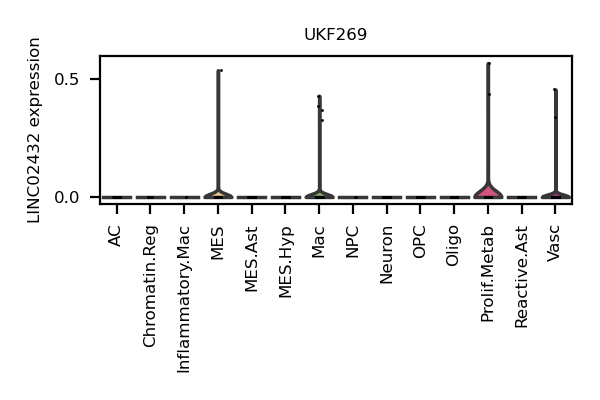 UKF269
LINC02432 expression
0.5
0.0
AC
Chromatin.Reg
Inflammatory.Mac
MES
MES.Ast
MES.Hyp
Mac
NPC
Neuron
OPC
Oligo
Prolif.Metab
Reactive.Ast
Vasc